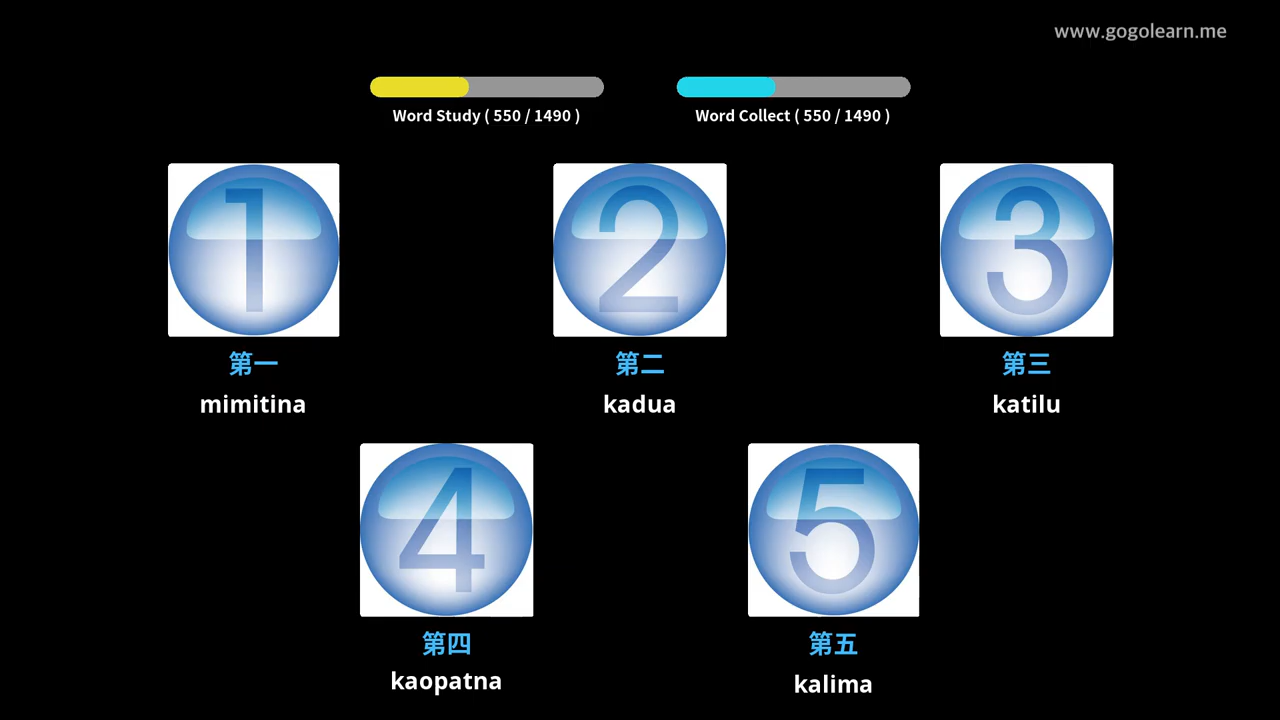 www.gogolearn.me
Word Study ( 550 / 1490 )
Word Collect ( 550 / 1490 )
1
2
3
第一
第二
第三
mimitina
kadua
katilu
4
5
第四
第五
kaopatna
kalima